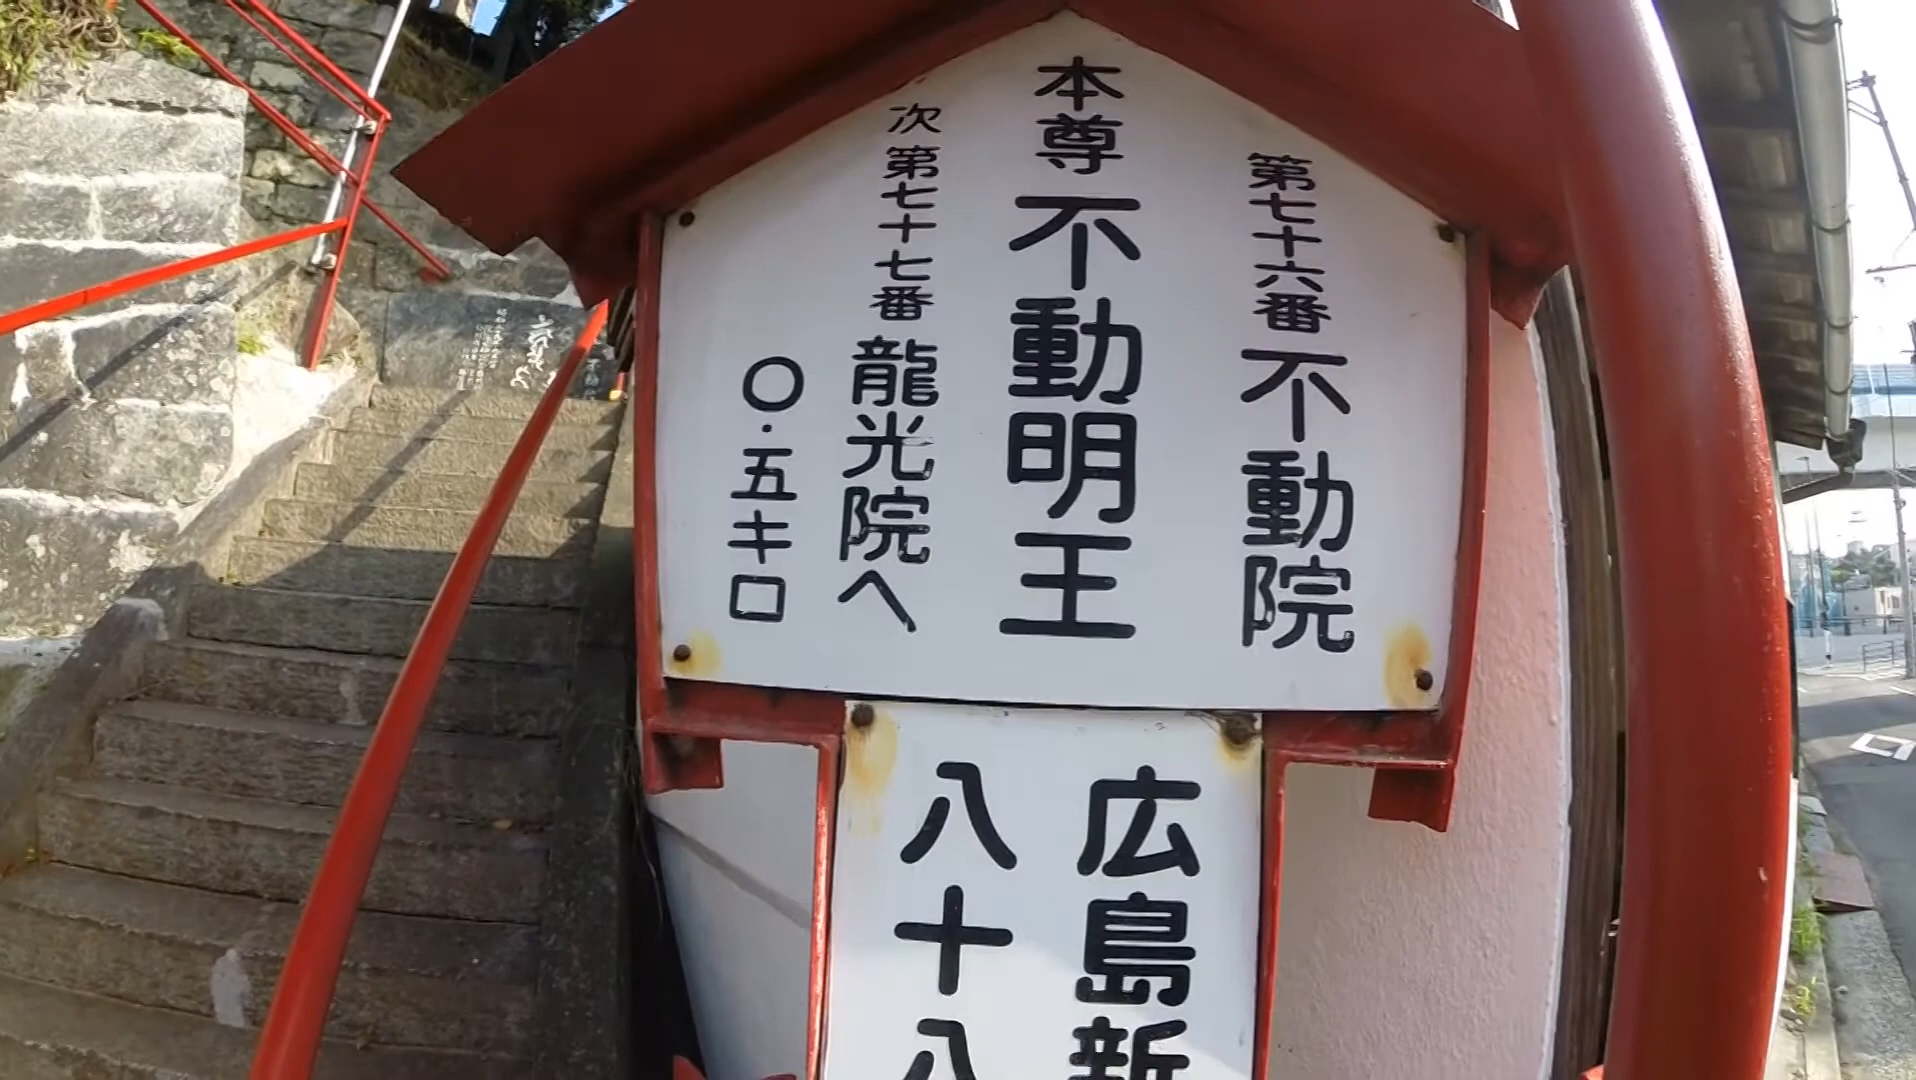 第七十六番 不動院
本尊 不動明王
次 第七十七番 龍光院へ
〇・五キロ
広島新
八十八